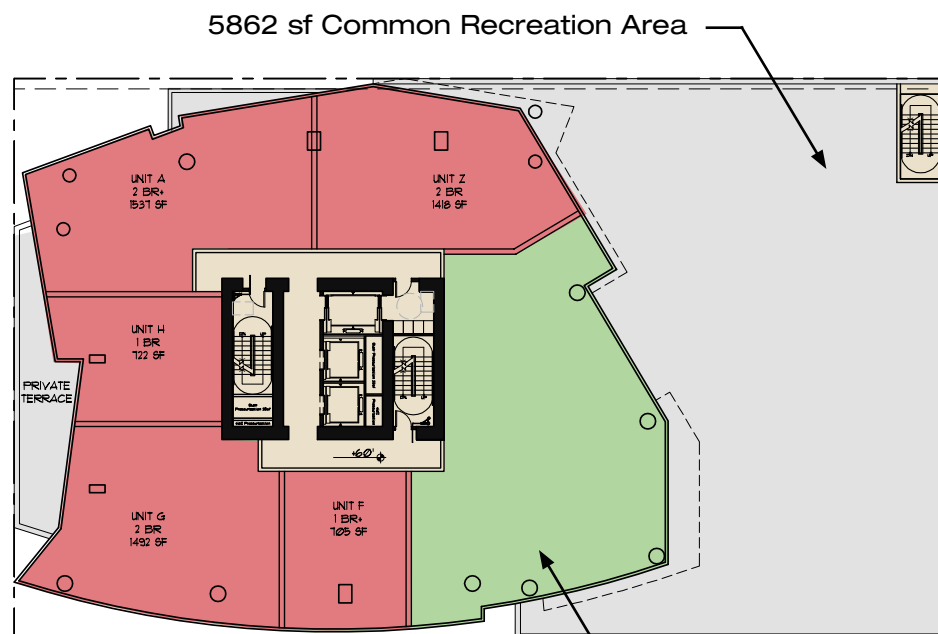 5862 sf Common Recreation Area
UNIT A
2 BR+
1537 SF
UNIT Z
2 BR
1418 SF
UNIT H
1 BR
722 SF
PRIVATE
TERRACE
+60'
UNIT G
2 BR
1492 SF
UNIT F
1 BR+
705 SF